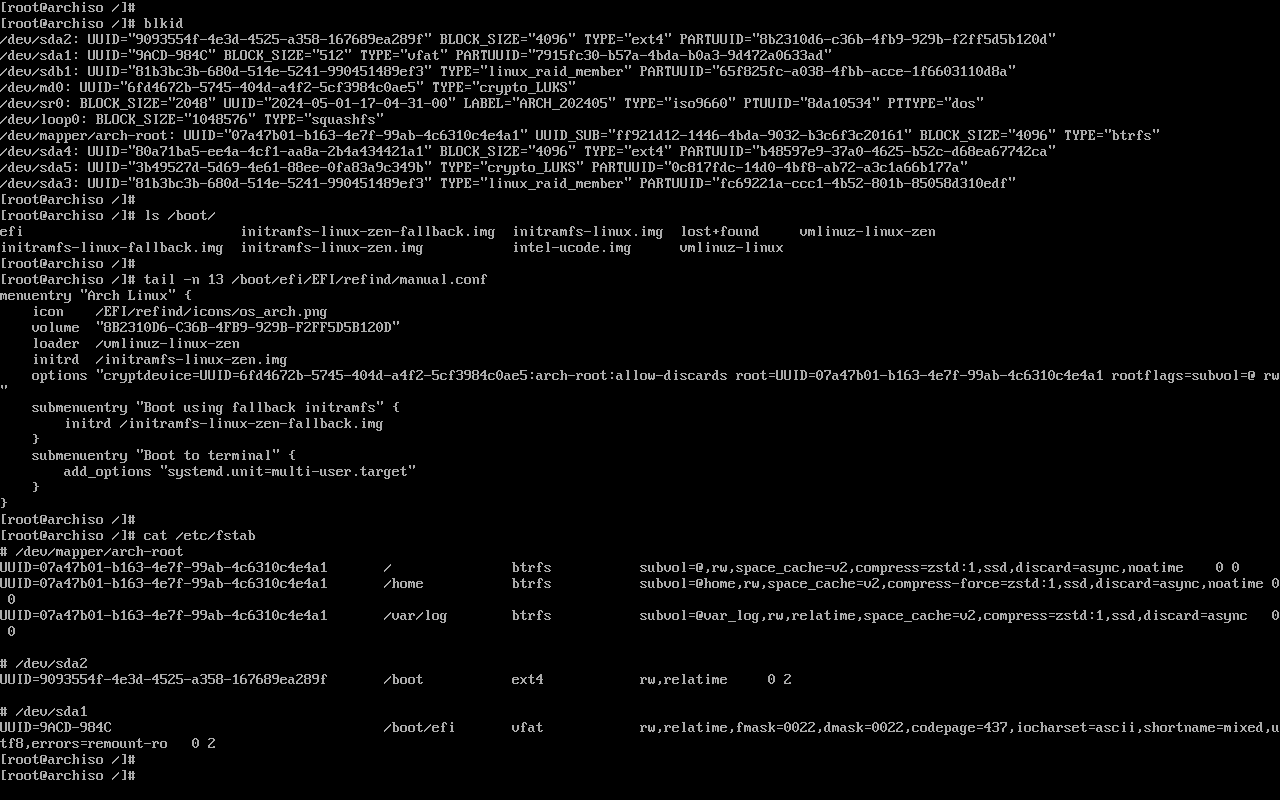 [root@archiso /]#
[root@archiso /]# blkid
/dev/sda2: UUID="9093554f-4e3d-4525-a358-167689ea289f" BLOCK_SIZE="4096" TYPE="ext4" PARTUUID="8b2310d6-c36b-4fb9-929b-f2ff5d5b120d"
/dev/sda1: UUID="9ACD-984C" BLOCK_SIZE="512" TYPE="vfat" PARTUUID="7915fc30-b57a-4bda-b0a3-9d472a0633ad"
/dev/sdb1: UUID="81b3bc3b-680d-514e-5241-990451489ef3" TYPE="linux_raid_member" PARTUUID="65f825fc-a038-4fbb-acce-1f6603110d8a"
/dev/md0: UUID="6fd4672b-5745-404d-a4f2-5cf3984c0ae5" TYPE="crypto_LUKS"
/dev/sr0: BLOCK_SIZE="2048" UUID="2024-05-01-17-04-31-00" LABEL="ARCH_202405" TYPE="iso9660" PTUUID="8da10534" PTTYPE="dos"
/dev/loop0: BLOCK_SIZE="1048576" TYPE="squashfs"
/dev/mapper/arch-root: UUID="07a47b01-b163-4e7f-99ab-4c6310c4e4a1" UUID_SUB="ff921d12-1446-4bda-9032-b3c6f3c20161" BLOCK_SIZE="4096" TYPE="btrfs"
/dev/sda4: UUID="80a71ba5-ee4a-4cf1-aa8a-2b4a434421a1" BLOCK_SIZE="4096" TYPE="ext4" PARTUUID="b48597e9-37a0-4625-b52c-d68ea67742ca"
/dev/sda5: UUID="3b49527d-5d69-4e61-88ee-0fa83a9c349b" TYPE="crypto_LUKS" PARTUUID="0c817fdc-14d0-4bf8-ab72-a3c1a66b177a"
/dev/sda3: UUID="81b3bc3b-680d-514e-5241-990451489ef3" TYPE="linux_raid_member" PARTUUID="fc69221a-ccc1-4b52-801b-85058d310edf"
[root@archiso /]#
[root@archiso /]# ls /boot/
efi                           initramfs-linux-zen-fallback.img  initramfs-linux.img  lost+found     vmlinuz-linux-zen
initramfs-linux-fallback.img  initramfs-linux-zen.img           intel-ucode.img      vmlinuz-linux
[root@archiso /]#
[root@archiso /]# tail -n 13 /boot/efi/EFI/refind/manual.conf
menuentry "Arch Linux" {
    icon    /EFI/refind/icons/os_arch.png
    volume  "8B2310D6-C36B-4FB9-929B-F2FF5D5B120D"
    loader  /vmlinuz-linux-zen
    initrd  /initramfs-linux-zen.img
    options "cryptdevice=UUID=6fd4672b-5745-404d-a4f2-5cf3984c0ae5:arch-root:allow-discards root=UUID=07a47b01-b163-4e7f-99ab-4c6310c4e4a1 rootflags=subvol=@ rw
"
    submenuentry "Boot using fallback initramfs" {
        initrd /initramfs-linux-zen-fallback.img
    }
    submenuentry "Boot to terminal" {
        add_options "systemd.unit=multi-user.target"
    }
}
[root@archiso /]#
[root@archiso /]# cat /etc/fstab
# /dev/mapper/arch-root
UUID=07a47b01-b163-4e7f-99ab-4c6310c4e4a1       /               btrfs           subvol=@,rw,space_cache=v2,compress=zstd:1,ssd,discard=async,noatime    0 0
UUID=07a47b01-b163-4e7f-99ab-4c6310c4e4a1       /home           btrfs           subvol=@home,rw,space_cache=v2,compress-force=zstd:1,ssd,discard=async,noatime 0
 0
UUID=07a47b01-b163-4e7f-99ab-4c6310c4e4a1       /var/log        btrfs           subvol=@var_log,rw,relatime,space_cache=v2,compress=zstd:1,ssd,discard=async   0
 0
# /dev/sda2
UUID=9093554f-4e3d-4525-a358-167689ea289f       /boot           ext4            rw,relatime     0 2
# /dev/sda1
UUID=9ACD-984C                                  /boot/efi       vfat            rw,relatime,fmask=0022,dmask=0022,codepage=437,iocharset=ascii,shortname=mixed,u
tf8,errors=remount-ro   0 2
[root@archiso /]#
[root@archiso /]#